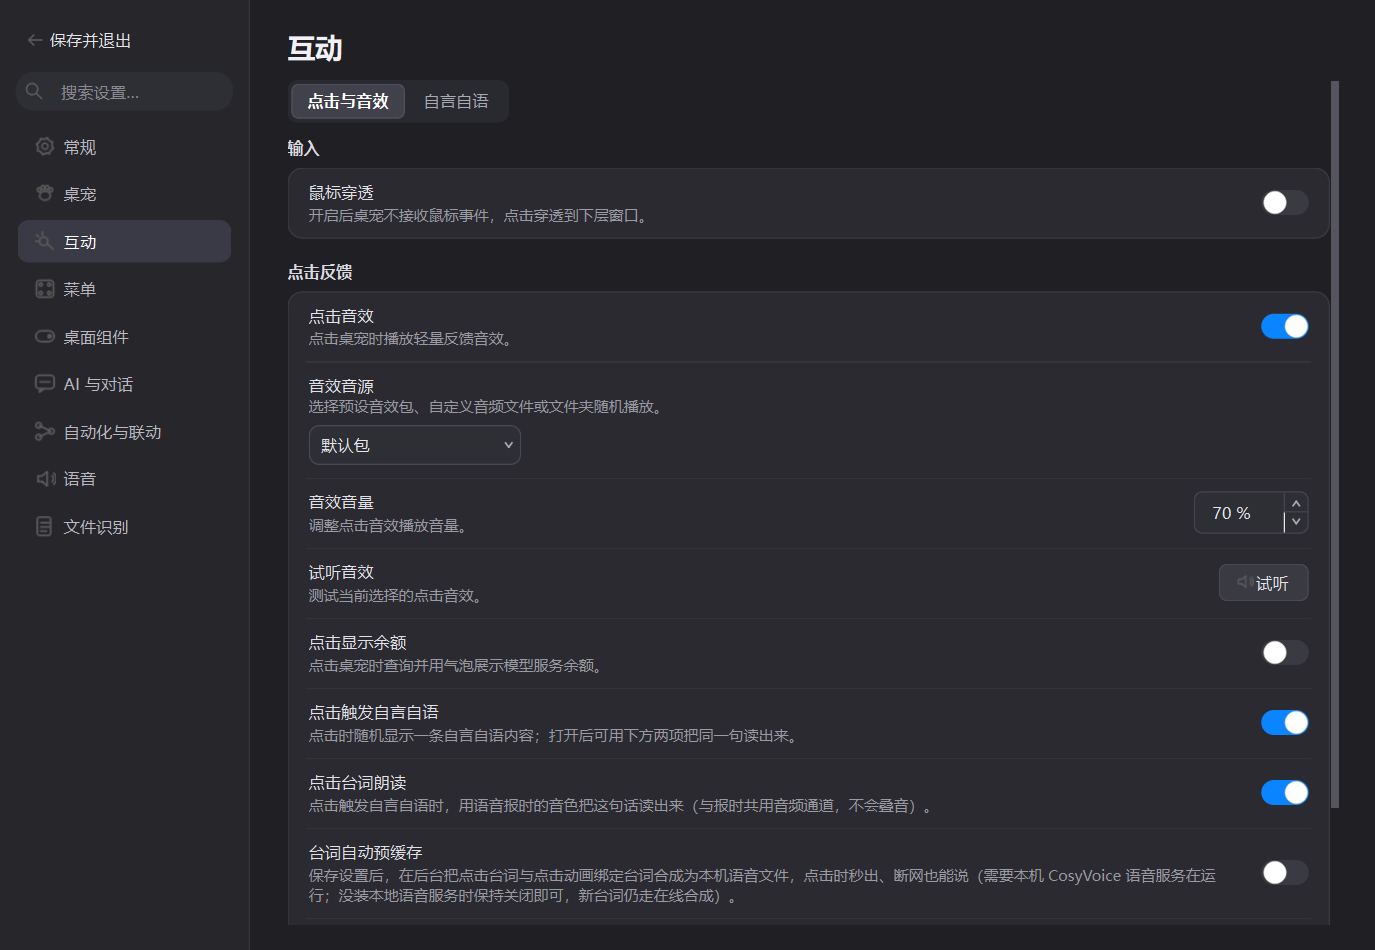 保存并退出
搜索设置...
常规
桌宠
互动
菜单
桌面组件
AI 与对话
自动化与联动
语音
文件识别
互动
点击与音效
自言自语
输入
鼠标穿透
开启后桌宠不接收鼠标事件，点击穿透到下层窗口。
点击反馈
点击音效
点击桌宠时播放轻量反馈音效。
音效音源
选择预设音效包、自定义音频文件或文件夹随机播放。
默认包
音效音量
调整点击音效播放音量。
70 %
试听音效
测试当前选择的点击音效。
试听
点击显示余额
点击桌宠时查询并用气泡展示模型服务余额。
点击触发自言自语
点击时随机显示一条自言自语内容；打开后可用下方两项把同一句读出来。
点击台词朗读
点击触发自言自语时，用语音报时的音色把这句话读出来（与报时共用音频通道，不会叠音）。
台词自动预缓存
保存设置后，在后台把点击台词与点击动画绑定台词合成为本机语音文件，点击时秒出、断网也能说（需要本机 CosyVoice 语音服务在运
行；没装本地语音服务时保持关闭即可，新台词仍走在线合成）。